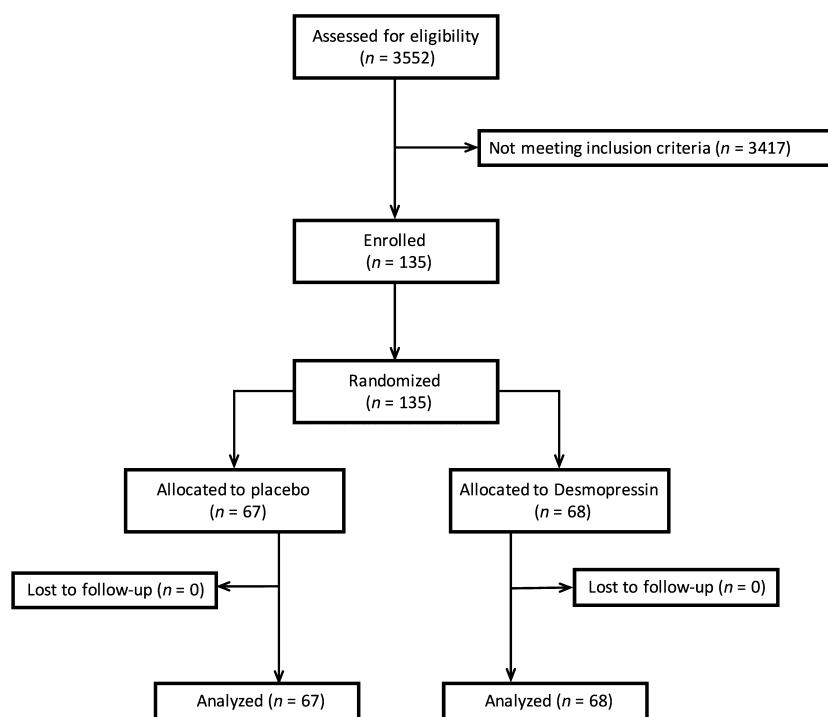 Assessed for eligibility
(n = 3552)
Not meeting inclusion criteria (n = 3417)
Enrolled
(n = 135)
Randomized
(n = 135)
Allocated to placebo
(n = 67)
Allocated to Desmopressin
(n = 68)
Lost to follow-up (n = 0)
Lost to follow-up (n = 0)
Analyzed (n = 67)
Analyzed (n = 68)